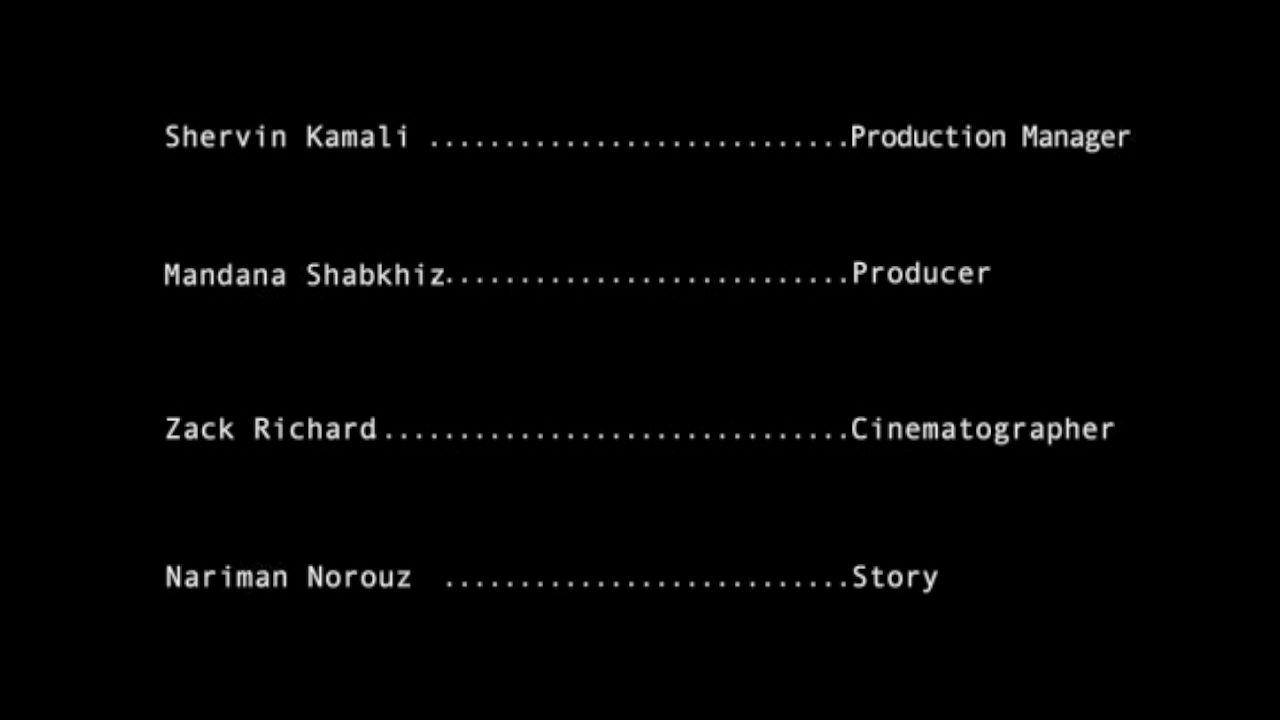 Shervin Kamali ............................Production Manager
Mandana Shabkhiz...........................Producer
Zack Richard...............................Cinematographer
Nariman Norouz ...........................Story